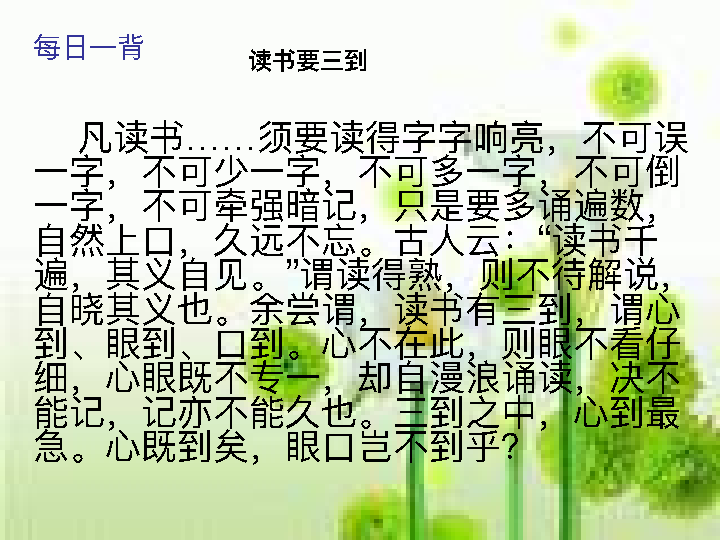 每日一背
读书要三到
凡读书……须要读得字字响亮，不可误
一字，不可少一字，不可多一字，不可倒
一字，不可牵强暗记，只是要多诵遍数，
自然上口，久远不忘。古人云：“读书千
遍，其义自见。”谓读得熟，则不待解说，
自晓其义也。余尝谓，读书有三到，谓心
到、眼到、口到。心不在此，则眼不看仔
细，心眼既不专一，却自漫浪诵读，决不
能记，记亦不能久也。三到之中，心到最
急。心既到矣，眼口岂不到乎？